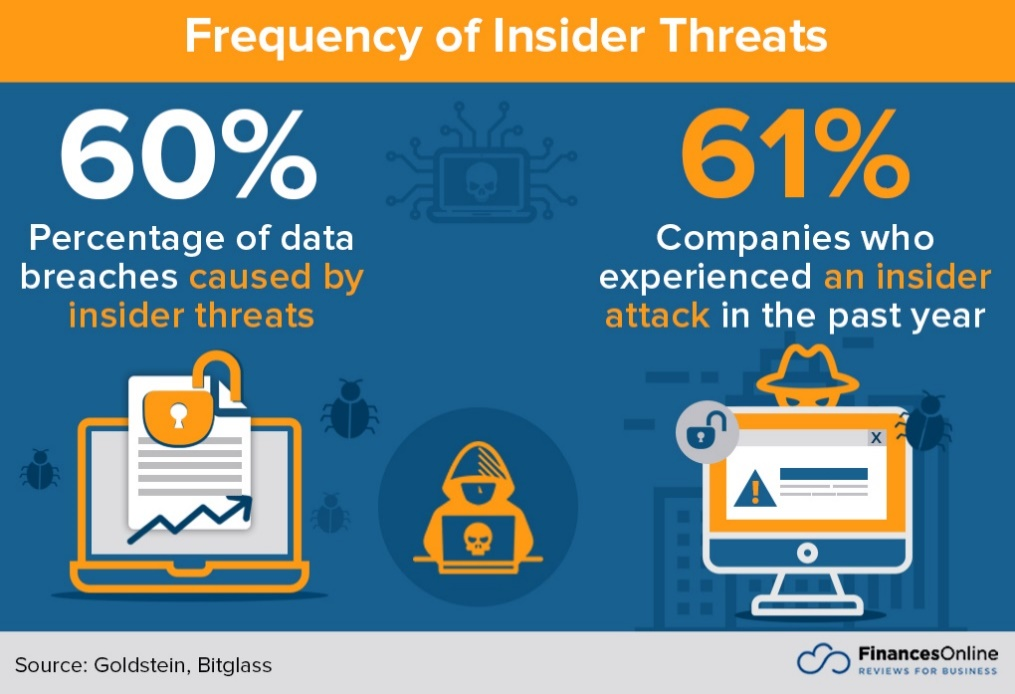 Frequency of Insider Threats
60%
Percentage of data
breaches caused by
insider threats
61%
Companies who
experienced an insider
attack in the past year
X
!
Source: Goldstein, Bitglass
FinancesOnline
REVIEWS FOR BUSINESS